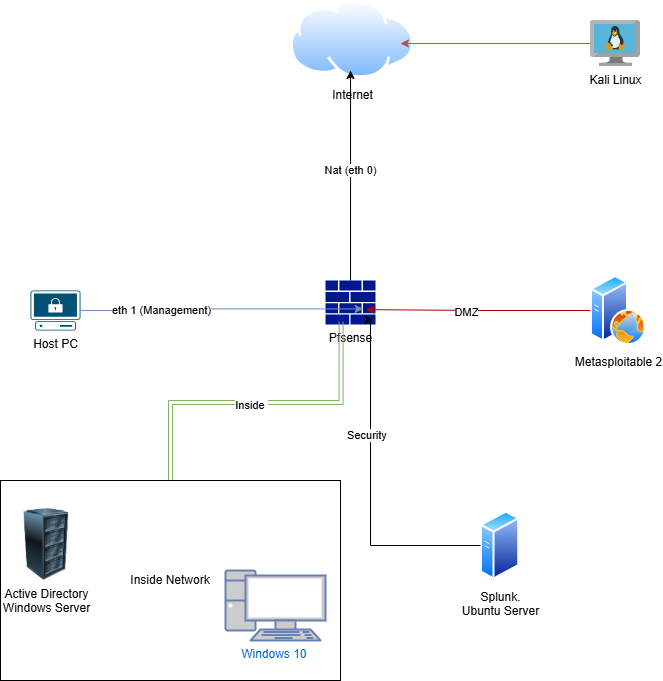 Kali Linux
Internet
Nat (eth 0)
eth 1 (Management)
DMZ
Host PC
Pfsense
Metasploitable 2
Inside
Security
Active Directory
Windows Server
Inside Network
Splunk.
Ubuntu Server
Windows 10